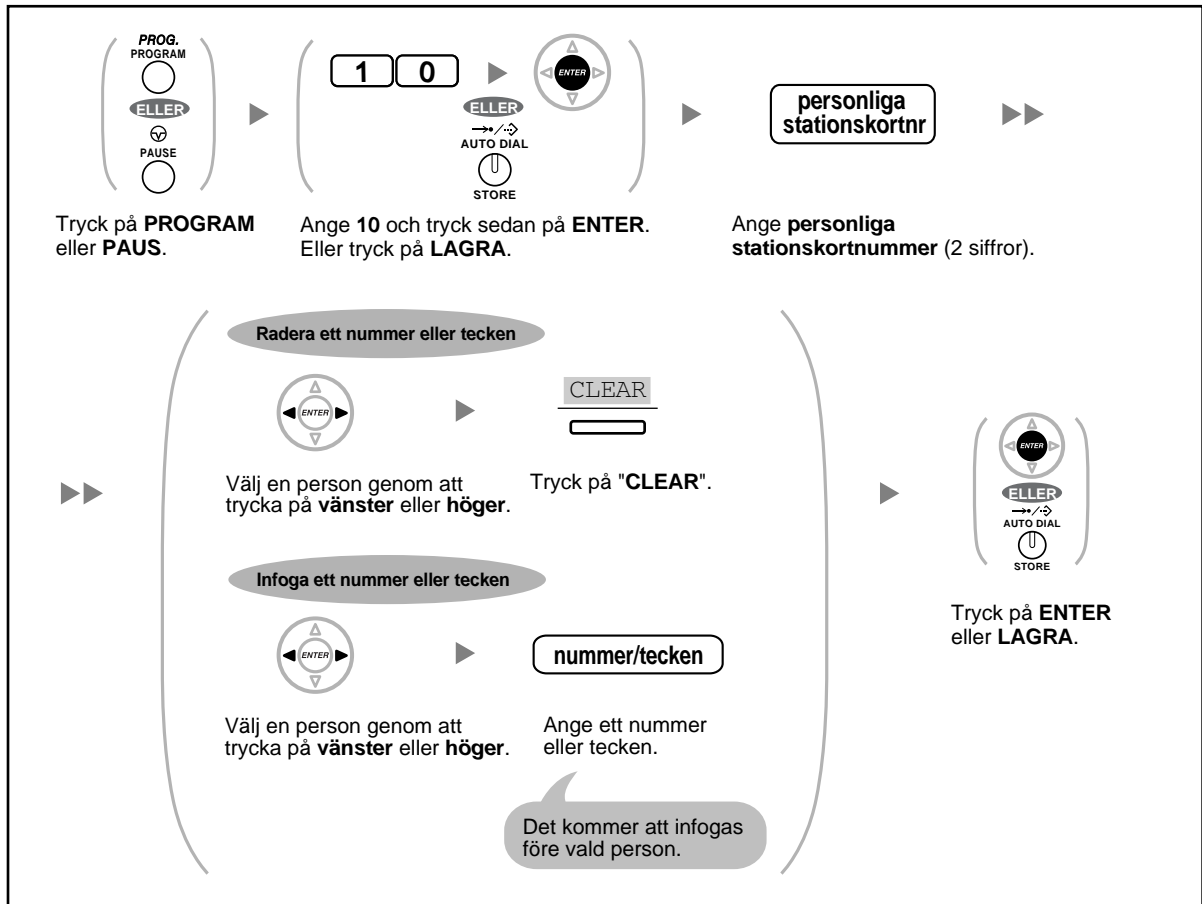 PROG.
PROGRAM
ELLER
PAUSE
1 0
ENTER
ELLER
AUTO DIAL
STORE
personliga
stationskortnr
Tryck på PROGRAM
eller PAUS.
Ange 10 och tryck sedan på ENTER.
Eller tryck på LAGRA.
Ange personliga
stationskortnummer (2 siffror).
Radera ett nummer eller tecken
ENTER
CLEAR
Välj en person genom att
trycka på vänster eller höger.
Tryck på "CLEAR".
Infoga ett nummer eller tecken
ENTER
nummer/tecken
Välj en person genom att
trycka på vänster eller höger.
Ange ett nummer
eller tecken.
Det kommer att infogas
före vald person.
ENTER
ELLER
AUTO DIAL
STORE
Tryck på ENTER
eller LAGRA.